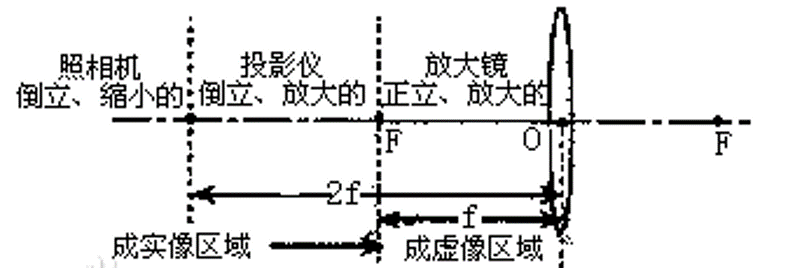 照相机 投影仪 放大镜
倒立、缩小的 倒立、放大的 正立、放大的
F O F
2f
f
成实像区域 成虚像区域